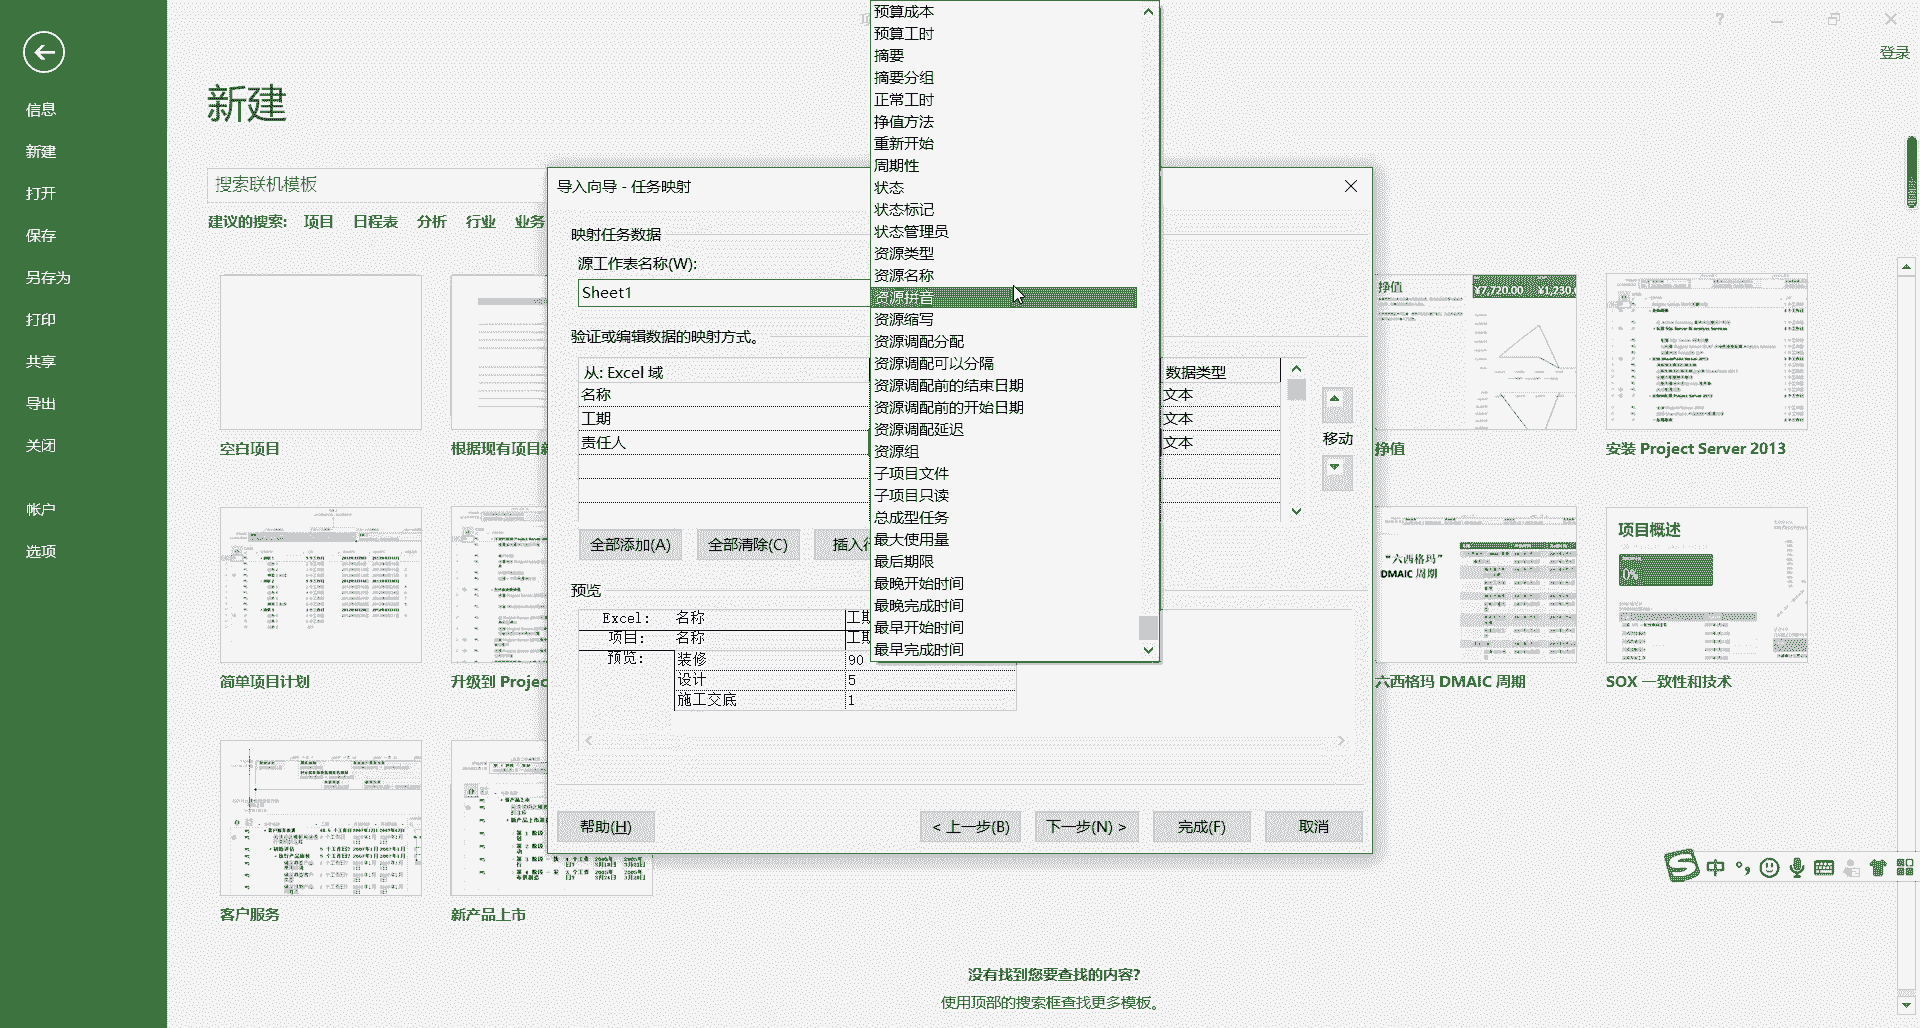 登录
信息
新建
打开
保存
另存为
打印
共享
导出
关闭
帐户
选项
新建
搜索联机模板
建议的搜索: 项目 日程表 分析 行业 业务
空白项目
根据现有项目新
挣值
挣值
¥7,720.00
安装 Project Server 2013
简单项目计划
升级到 Projec
"六西格玛"
DMAIC 周期
六西格玛 DMAIC 周期
项目概述
0%
SOX 一致性和技术
客户服务
新产品上市
没有找到您要查找的内容?
使用顶部的搜索框查找更多模板。
导入向导 - 任务映射
映射任务数据
源工作表名称(W):
Sheet1
验证或编辑数据的映射方式。
从: Excel 域 数据类型
名称 文本
工期 文本
责任人 文本
移动
全部添加(A) 全部清除(C) 插入行
预览
Excel: 名称 工期
项目: 名称 工期
预览: 装修 90
设计 5
施工交底 1
帮助(H) < 上一步(B) 下一步(N) > 完成(F) 取消
预算成本
预算工时
摘要
摘要分组
正常工时
挣值方法
重新开始
周期性
状态
状态标记
状态管理员
资源类型
资源名称
资源拼音
资源缩写
资源调配分配
资源调配可以分隔
资源调配前的结束日期
资源调配前的开始日期
资源调配延迟
资源组
子项目文件
子项目只读
总成型任务
最大使用量
最后期限
最晚开始时间
最晚完成时间
最早开始时间
最早完成时间
中